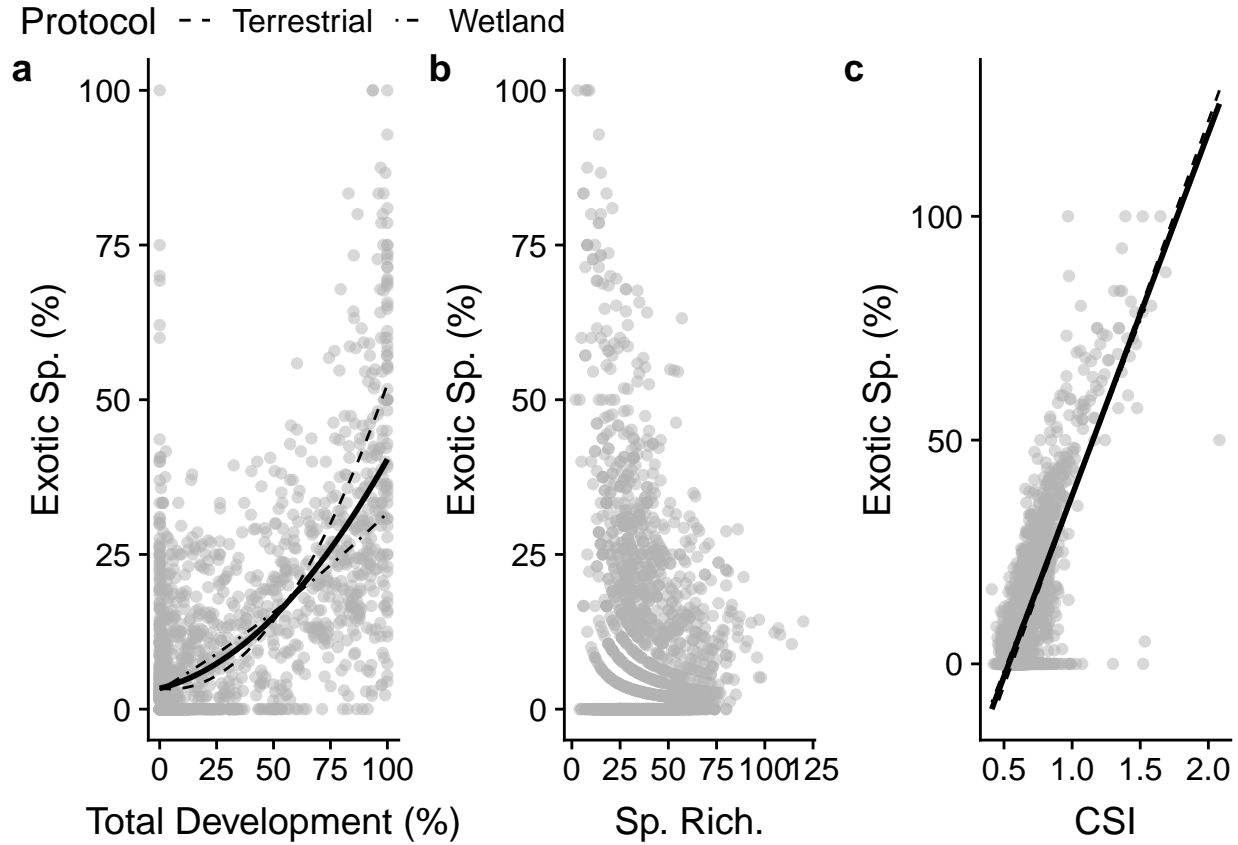 Protocol Terrestrial Wetland
a
100
75
50
25
0
Exotic Sp. (%)
0 25 50 75 100
Total Development (%)
b
100
75
50
25
0
Exotic Sp. (%)
0 25 50 75 100 125
Sp. Rich.
c
100
50
0
Exotic Sp. (%)
0.5 1.0 1.5 2.0
CSI